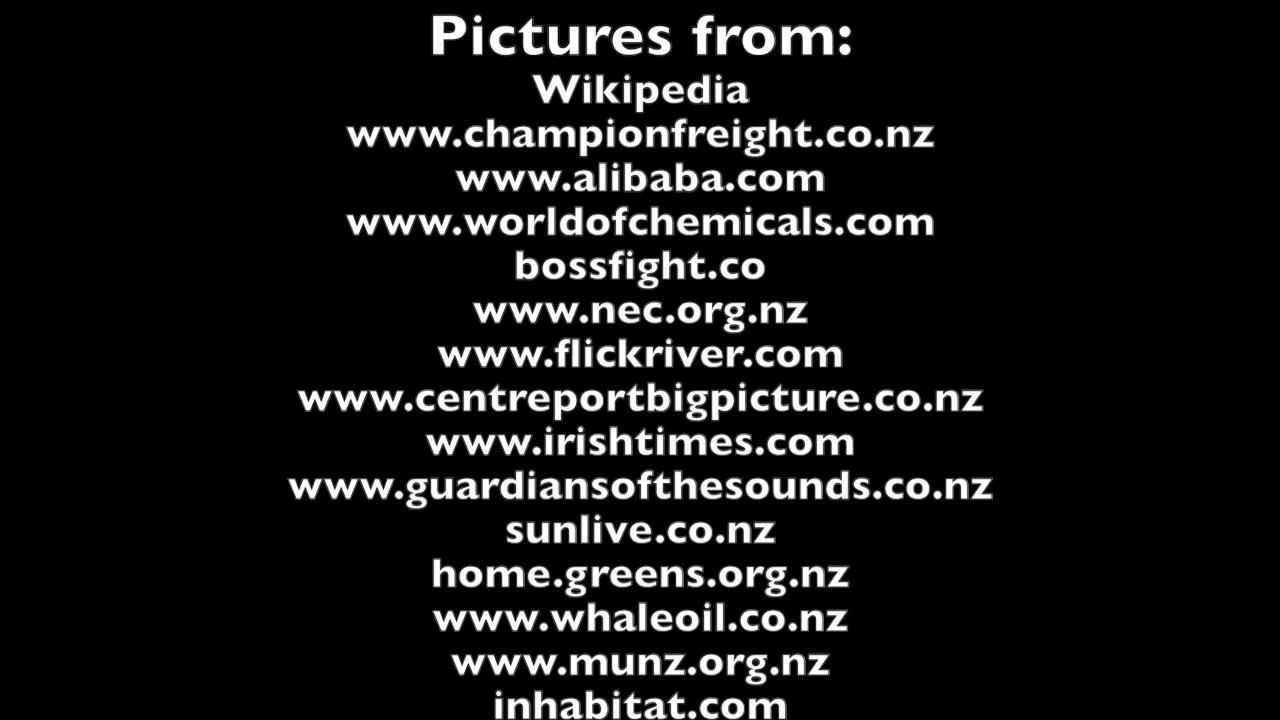 Pictures from:
Wikipedia
www.championfreight.co.nz
www.alibaba.com
www.worldofchemicals.com
bossfight.co
www.nec.org.nz
www.flickriver.com
www.centreportbigpicture.co.nz
www.irishtimes.com
www.guardiansofthesounds.co.nz
sunlive.co.nz
home.greens.org.nz
www.whaleoil.co.nz
www.munz.org.nz
inhabitat.com